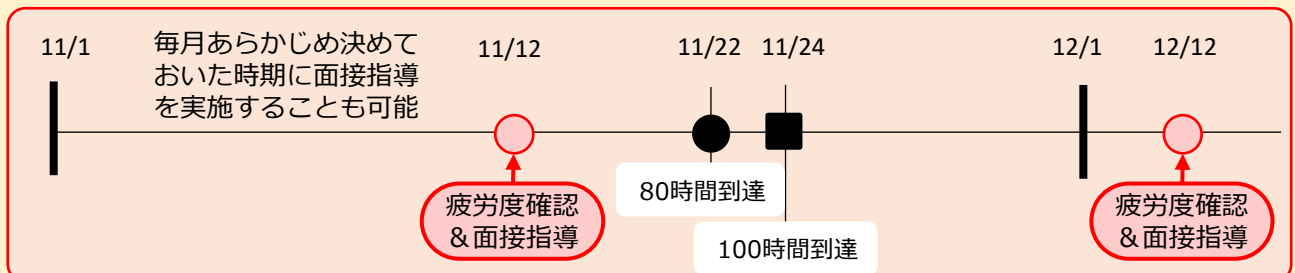 11/1
毎月あらかじめ決めて
おいた時期に面接指導
を実施することも可能
11/12
11/22
11/24
12/1
12/12
疲労度確認
＆面接指導
80時間到達
100時間到達
疲労度確認
＆面接指導